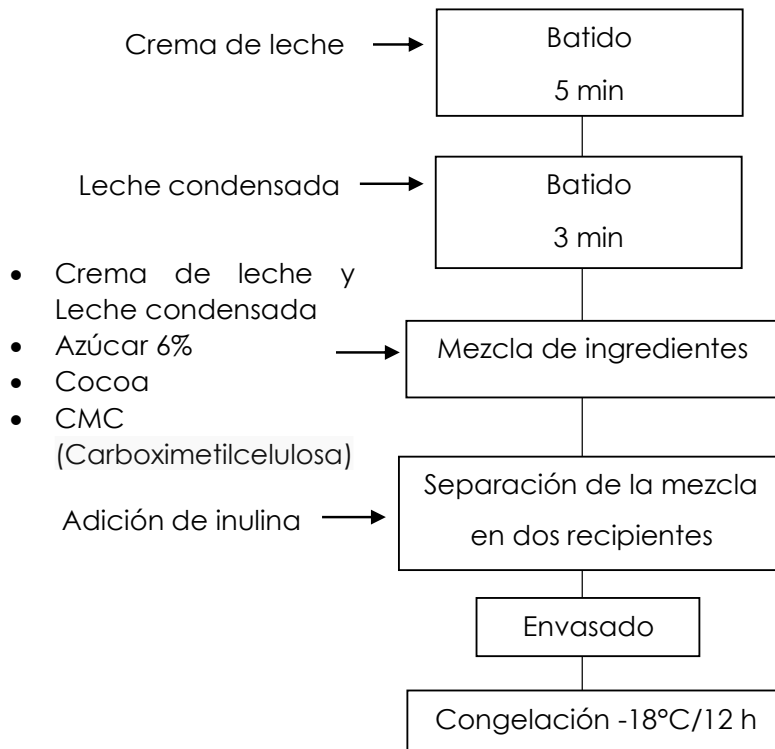 Crema de leche
Batido
5 min
Leche condensada
Batido
3 min
• Crema de leche y
Leche condensada
• Azúcar 6%
• Cocoa
• CMC
(Carboximetilcelulosa)
Mezcla de ingredientes
Adición de inulina
Separación de la mezcla
en dos recipientes
Envasado
Congelación -18°C/12 h